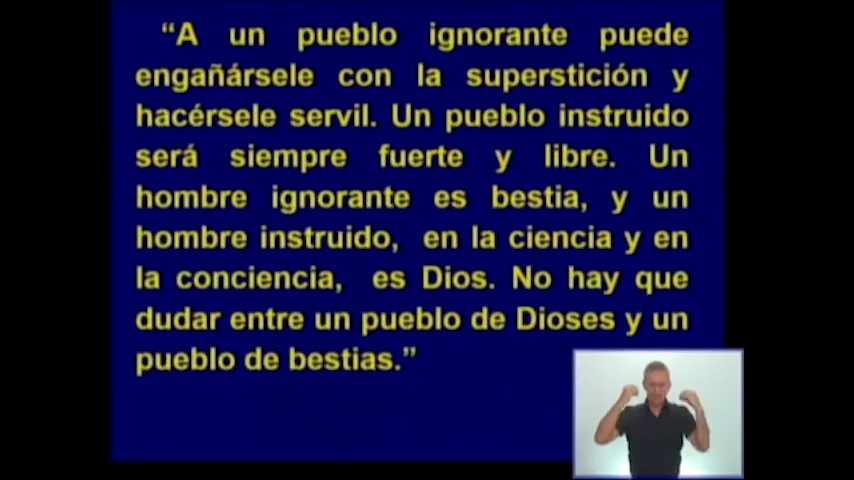 “A un pueblo ignorante puede
engañársele con la superstición y
hacérsele servil. Un pueblo instruido
será siempre fuerte y libre. Un
hombre ignorante es bestia, y un
hombre instruido, en la ciencia y en
la conciencia, es Dios. No hay que
dudar entre un pueblo de Dioses y un
pueblo de bestias.”